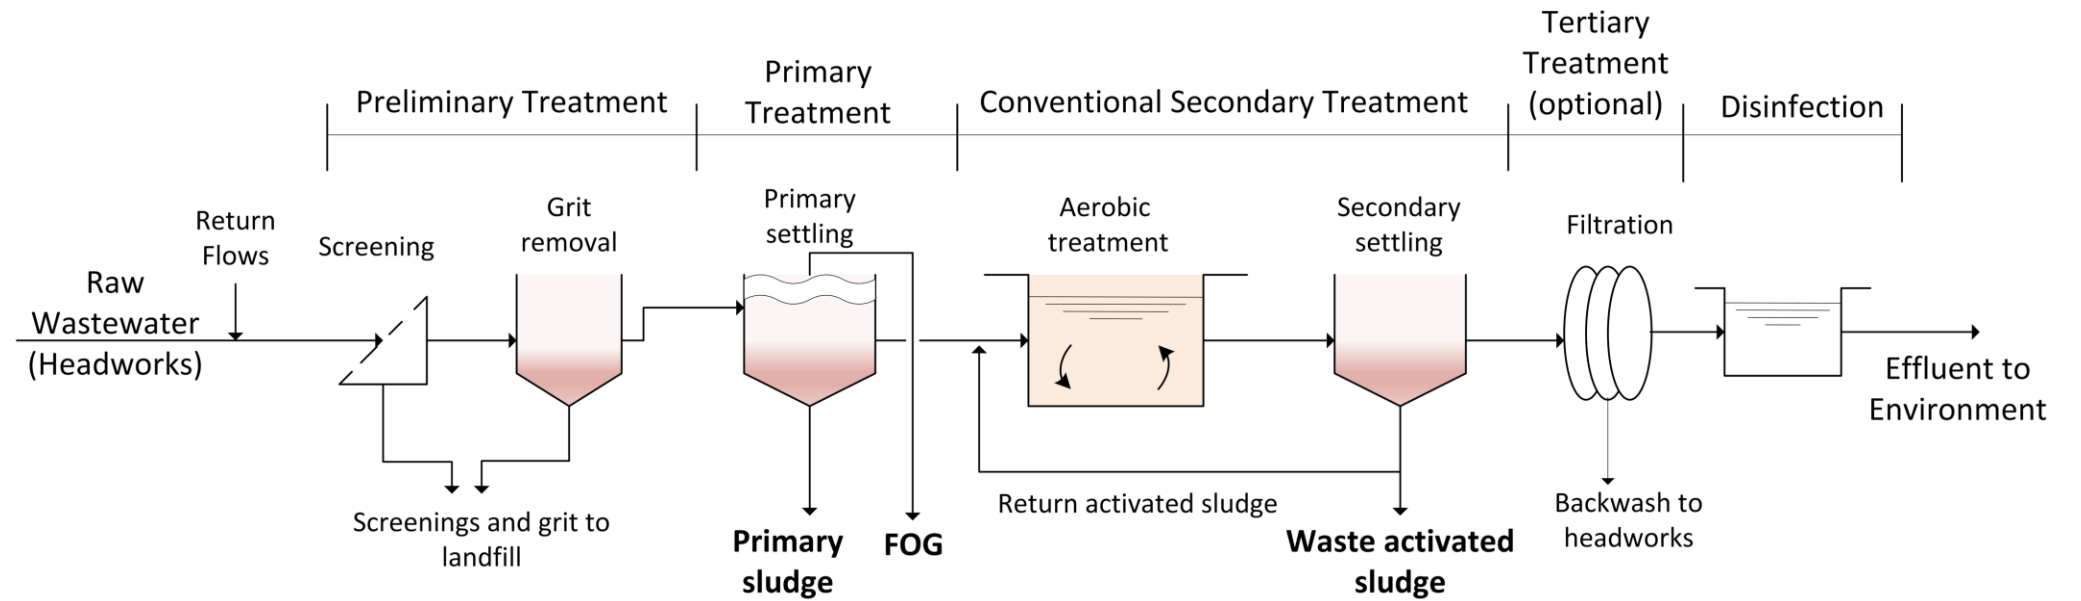 Preliminary Treatment
Primary
Treatment
Conventional Secondary Treatment
Tertiary
Treatment
(optional)
Disinfection
Raw
Wastewater
(Headworks)
Return
Flows
Screening
Grit
removal
Primary
settling
Aerobic
treatment
Secondary
settling
Filtration
Effluent to
Environment
Screenings and grit to
landfill
Primary
sludge
FOG
Return activated sludge
Waste activated
sludge
Backwash to
headworks